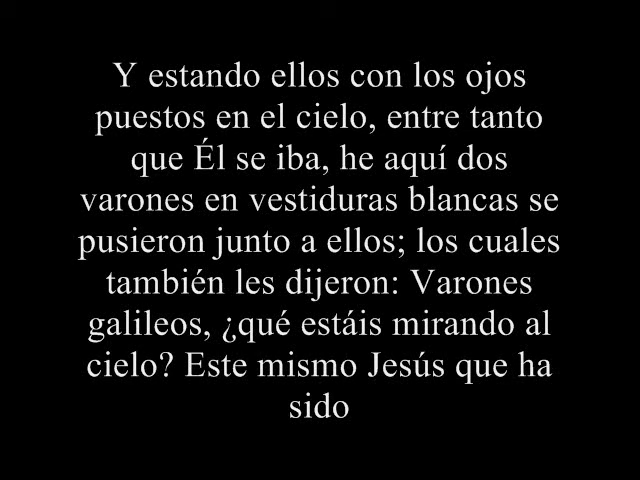 Y estando ellos con los ojos
puestos en el cielo, entre tanto
que Él se iba, he aquí dos
varones en vestiduras blancas se
pusieron junto a ellos; los cuales
también les dijeron: Varones
galileos, ¿qué estáis mirando al
cielo? Este mismo Jesús que ha
sido